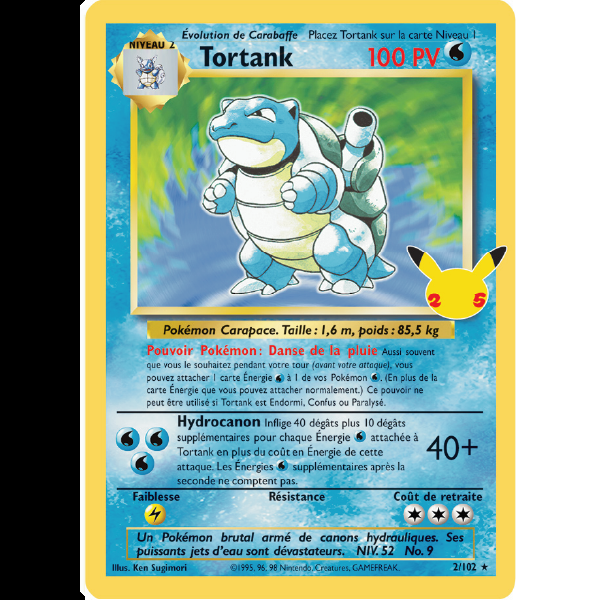 Évolution de Carabaffe Placez Tortank sur la carte Niveau 1
NIVEAU 2
Tortank 100 PV
25
Pokémon Carapace. Taille : 1,6 m, poids : 85,5 kg
Pouvoir Pokémon : Danse de la pluie Aussi souvent
que vous le souhaitez pendant votre tour (avant votre attaque), vous
pouvez attacher 1 carte Énergie à 1 de vos Pokémon . (En plus de la
carte Énergie que vous pouvez attacher normalement.) Ce pouvoir ne
peut être utilisé si Tortank est Endormi, Confus ou Paralysé.
Hydrocanon Inflige 40 dégâts plus 10 dégâts
supplémentaires pour chaque Énergie attachée à
Tortank en plus du coût en Énergie de cette
attaque. Les Énergies supplémentaires après la
seconde ne comptent pas.
40+
Faiblesse Résistance Coût de retraite
Un Pokémon brutal armé de canons hydrauliques. Ses
puissants jets d'eau sont dévastateurs. NIV. 52 No. 9
Illus. Ken Sugimori ©1995, 96, 98 Nintendo, Creatures, GAMEFREAK. 2/102 ★